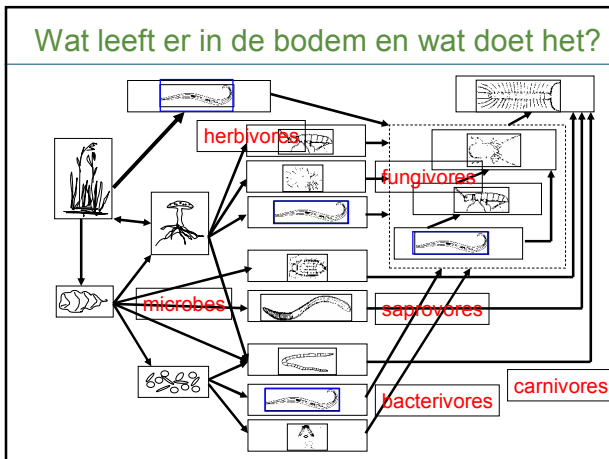 Wat leeft er in de bodem en wat doet het?
herbivores
fungivores
microbes
saprovores
bacterivores
carnivores